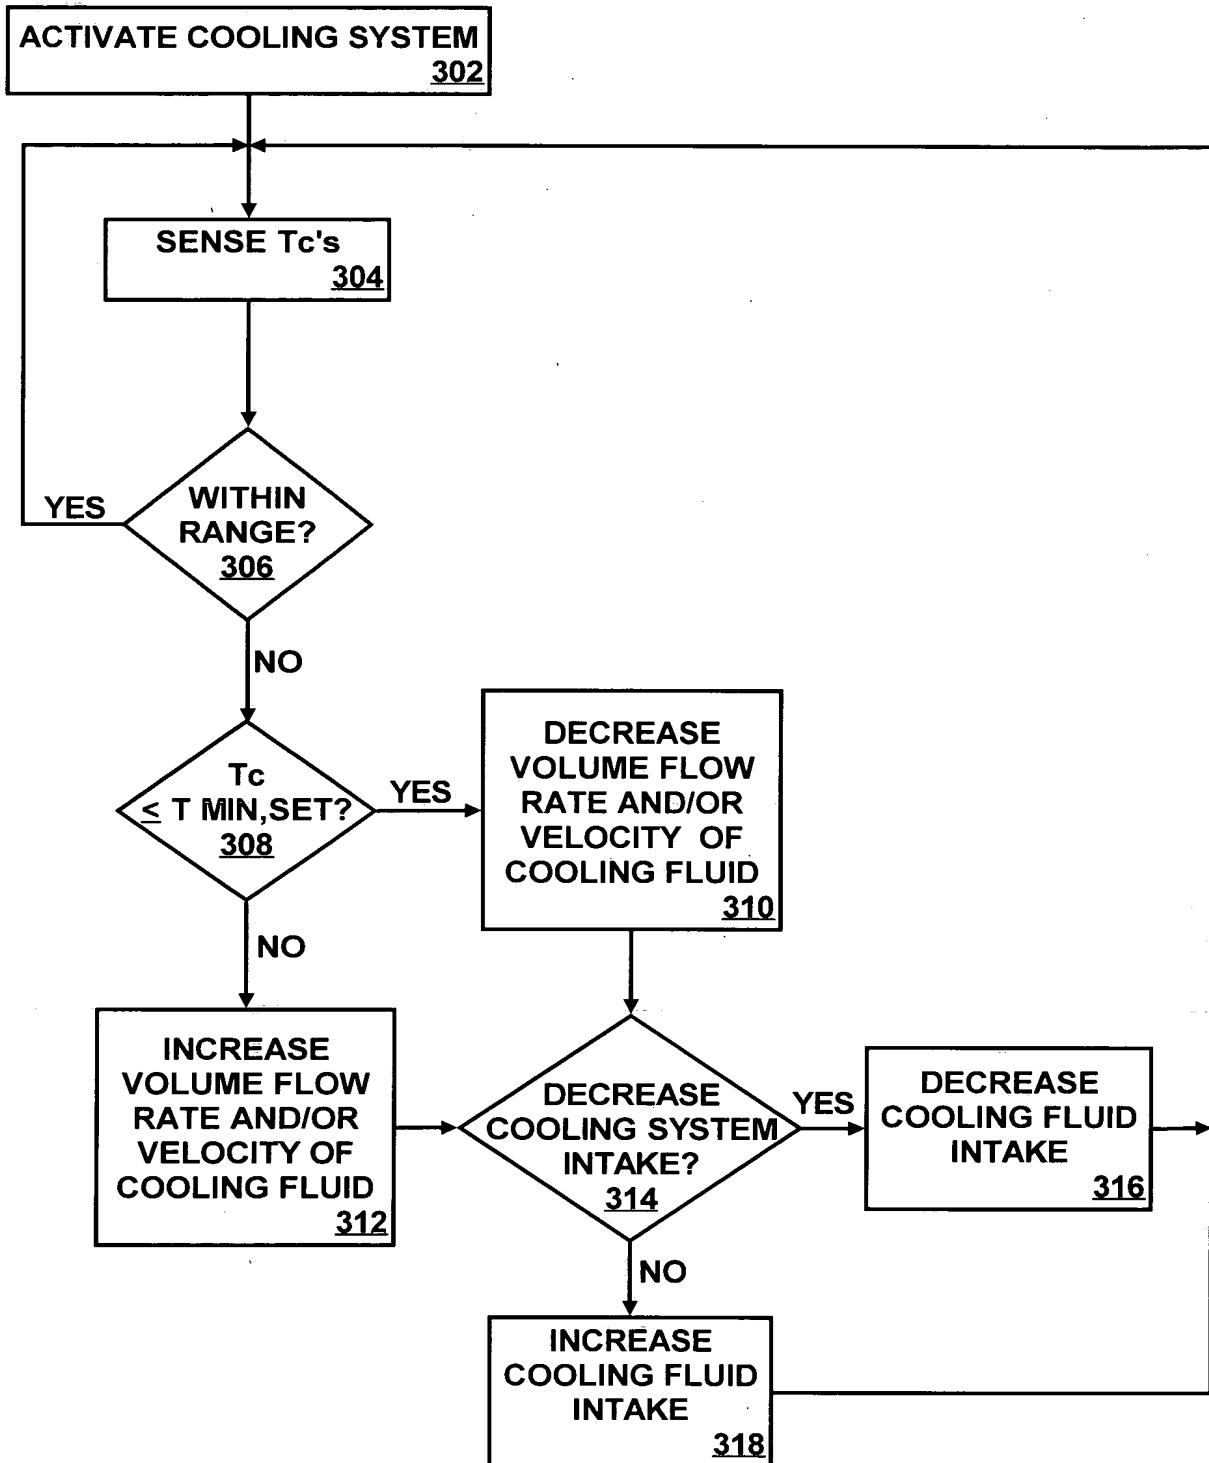 ACTIVATE COOLING SYSTEM
302
SENSE Tc's
304
YES
WITHIN
RANGE?
306
NO
Tc
≤ T MIN,SET?
308
YES
DECREASE
VOLUME FLOW
RATE AND/OR
VELOCITY OF
COOLING FLUID
310
NO
INCREASE
VOLUME FLOW
RATE AND/OR
VELOCITY OF
COOLING FLUID
312
DECREASE
COOLING SYSTEM
INTAKE?
314
YES
DECREASE
COOLING FLUID
INTAKE
316
NO
INCREASE
COOLING FLUID
INTAKE
318